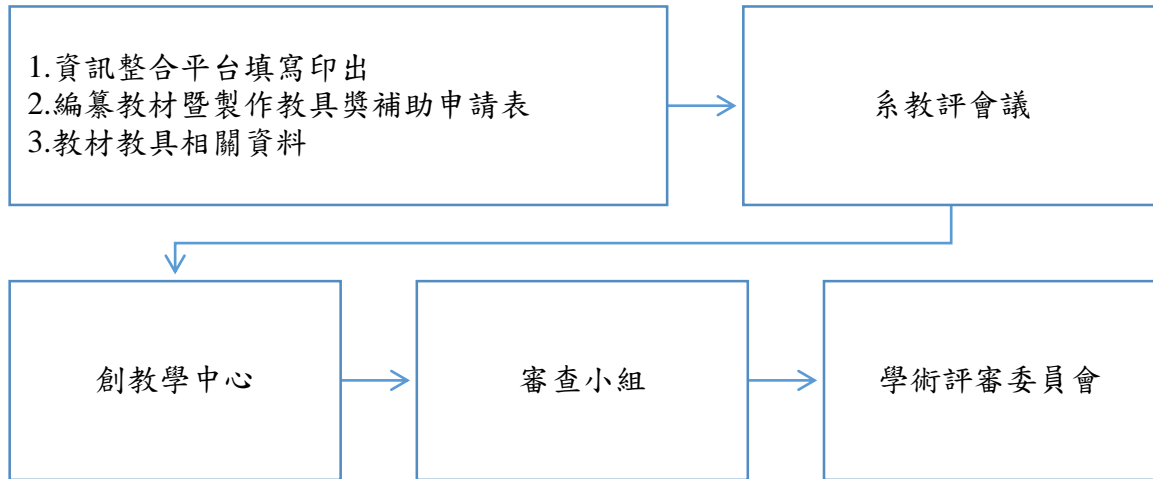 1.資訊整合平台填寫印出
2.編纂教材暨製作教具獎補助申請表
3.教材教具相關資料
系教評會議
創教學中心
審查小組
學術評審委員會